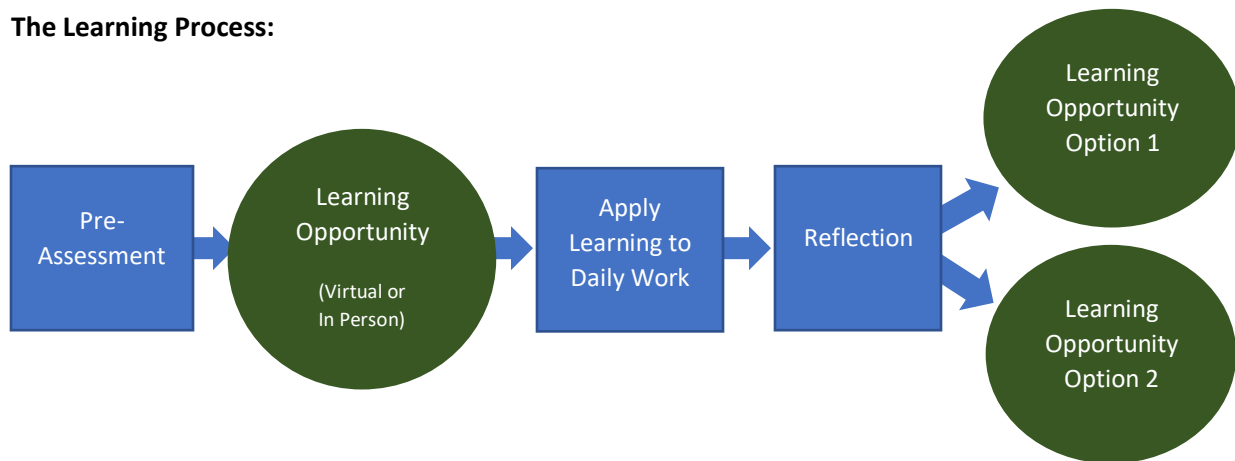 The Learning Process:
Pre-
Assessment
Learning
Opportunity
(Virtual or
In Person)
Apply
Learning to
Daily Work
Reflection
Learning
Opportunity
Option 1
Learning
Opportunity
Option 2